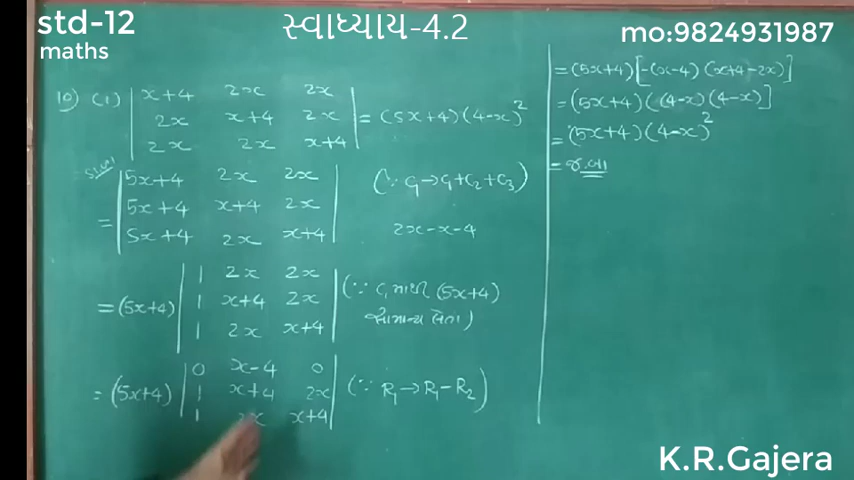 std-12
maths
સ્વાધ્યાય-4.2
mo:9824931987
10) (1) | x+4 2x 2x |
| 2x x+4 2x | = (5x+4)(4-x)²
| 2x 2x x+4 |
| 5x+4 2x 2x | (∵ C₁→C₁+C₂+C₃)
= | 5x+4 x+4 2x |
| 5x+4 2x x+4 | 2x-x-4
| 1 2x 2x |
= (5x+4) | 1 x+4 2x | (∵ C₁માથી (5x+4)
| 1 2x x+4 | સામાન્ય લેતા)
| 0 x-4 0 |
= (5x+4) | 1 x+4 2x | (∵ R₁→R₁-R₂)
| 1 2x x+4 |
= (5x+4)[-(x-4)(x+4-2x)]
= (5x+4)[(4-x)(4-x)]
= (5x+4)(4-x)²
= જ.બા
K.R.Gajera